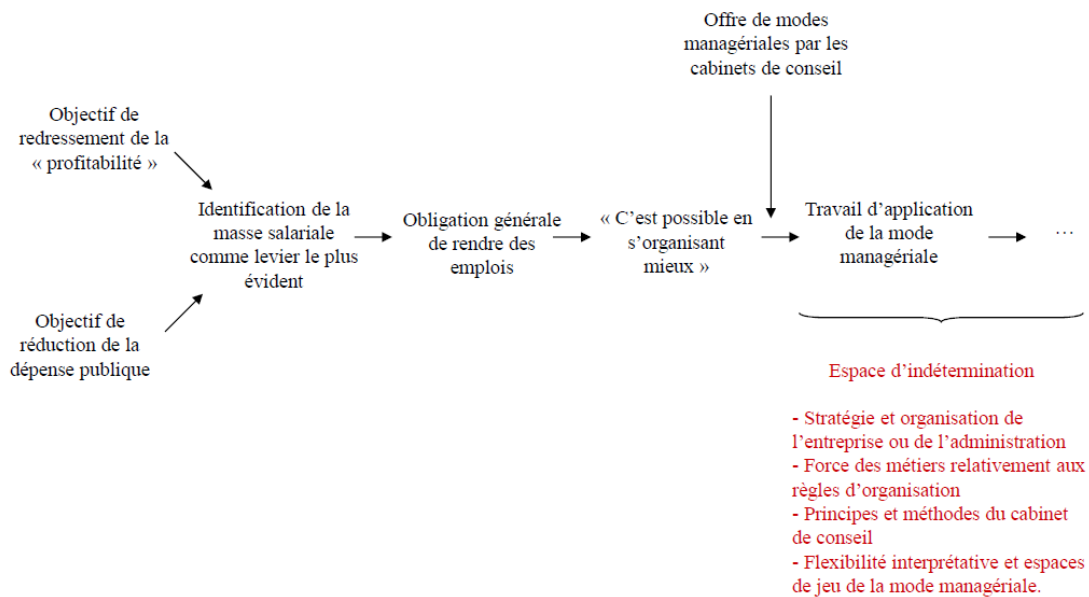 Offre de modes
managériales par les
cabinets de conseil
Objectif de
redressement de la
« profitabilité »
Identification de la
masse salariale
comme levier le plus
évident
Obligation générale
de rendre des
emplois
« C’est possible en
s’organisant
mieux »
Travail d’application
de la mode
managériale
…
Objectif de
réduction de la
dépense publique
Espace d’indétermination
- Stratégie et organisation de
l’entreprise ou de l’administration
- Force des métiers relativement aux
règles d’organisation
- Principes et méthodes du cabinet
de conseil
- Flexibilité interprétative et espaces
de jeu de la mode managériale.